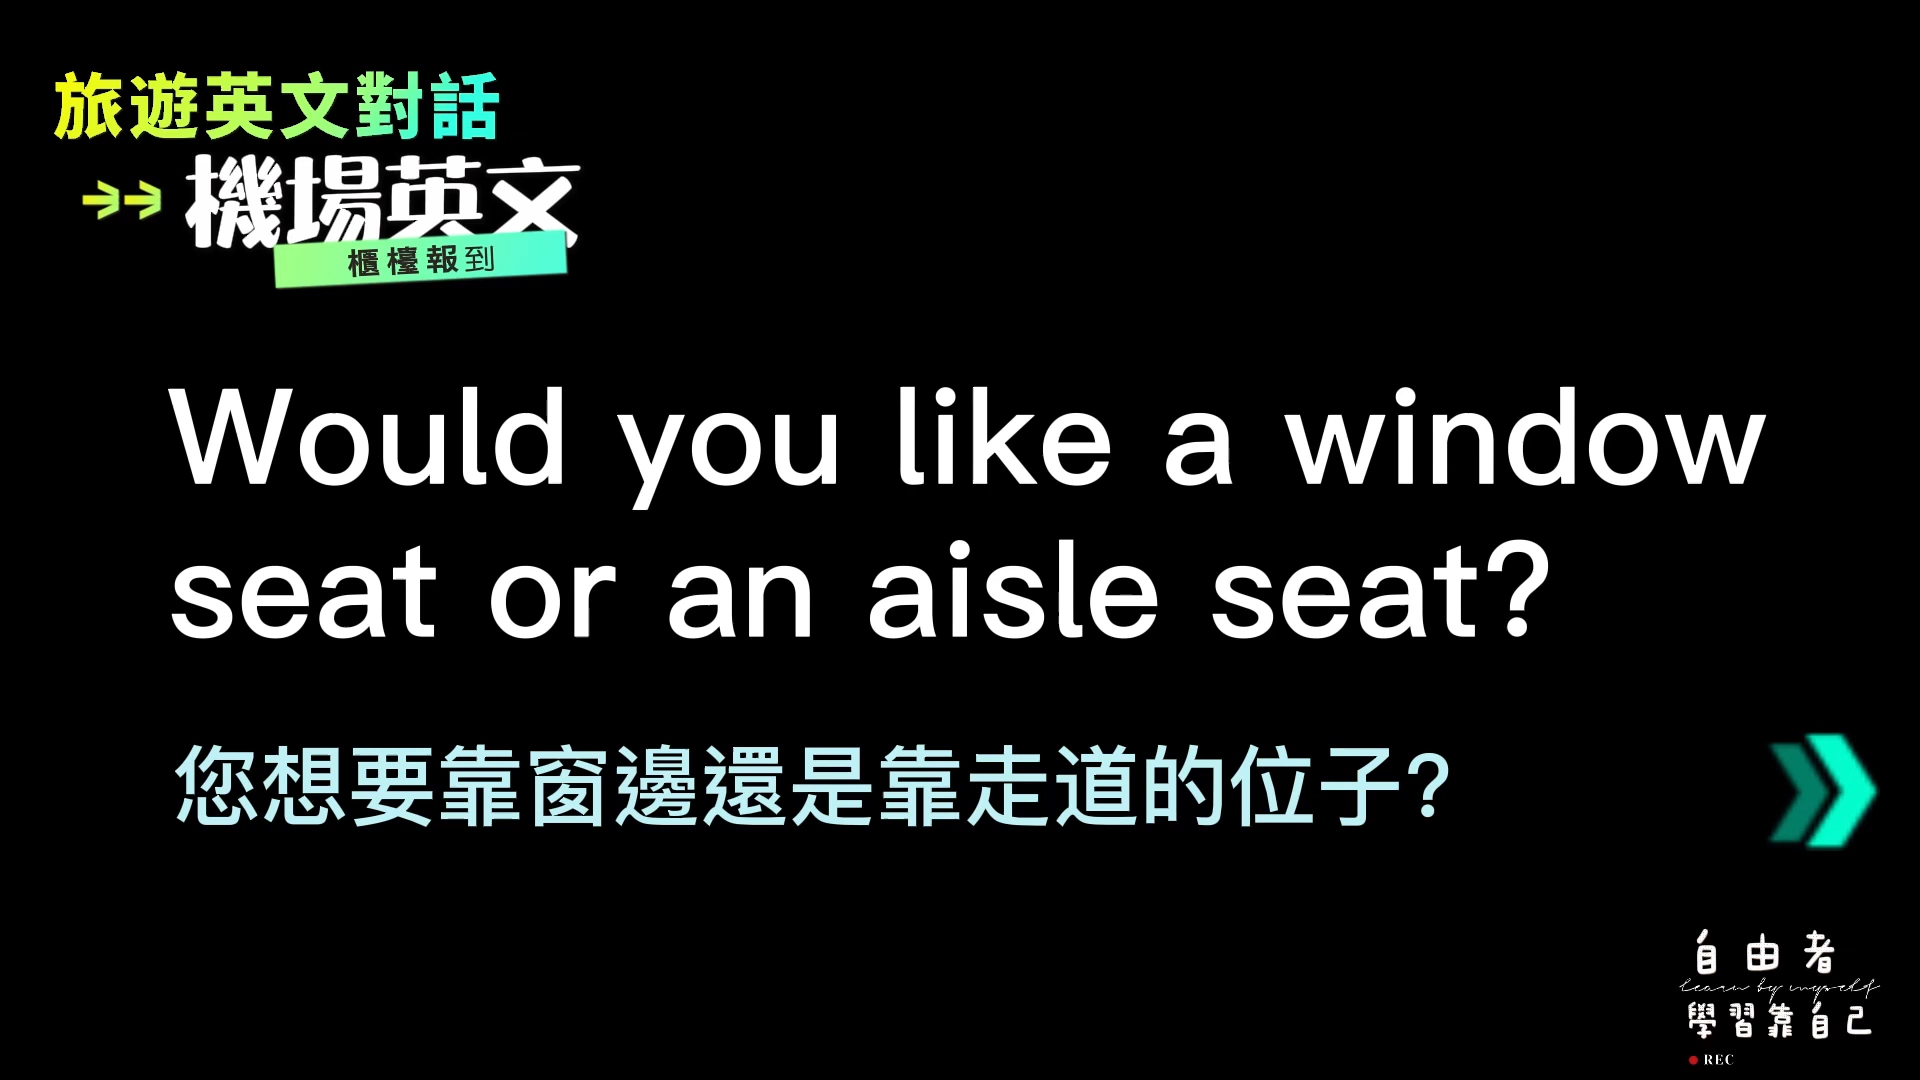 旅遊英文對話
機場英文
櫃檯報到
Would you like a window
seat or an aisle seat?
您想要靠窗邊還是靠走道的位子?
自由者
learn by myself
學習靠自己
REC